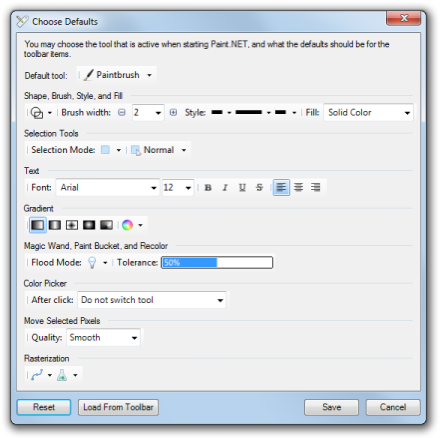 Choose Defaults
You may choose the tool that is active when starting Paint.NET, and what the defaults should be for the
toolbar items.
Default tool: Paintbrush
Shape, Brush, Style, and Fill
Brush width: 2 Style: Fill: Solid Color
Selection Tools
Selection Mode: Normal
Text
Font: Arial 12 B I U S
Gradient
Magic Wand, Paint Bucket, and Recolor
Flood Mode: Tolerance: 50%
Color Picker
After click: Do not switch tool
Move Selected Pixels
Quality: Smooth
Rasterization
Reset Load From Toolbar Save Cancel